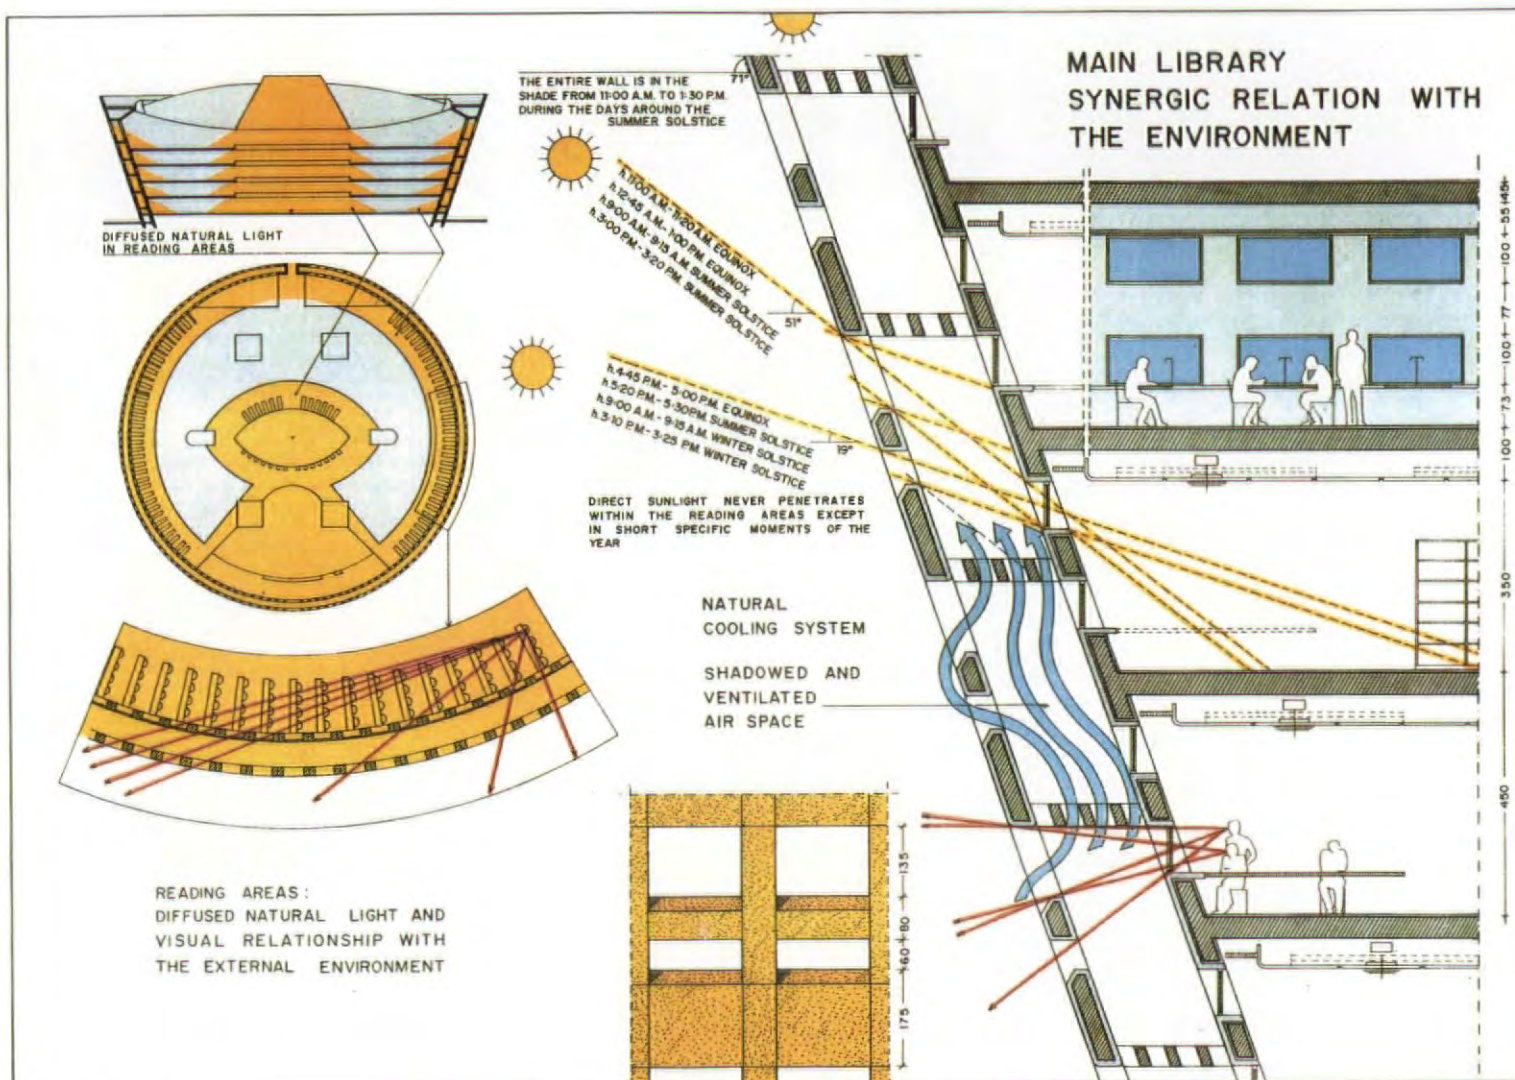 MAIN LIBRARY
SYNERGIC RELATION WITH
THE ENVIRONMENT
THE ENTIRE WALL IS IN THE
SHADE FROM 11:00 A.M. TO 1:30 P.M.
DURING THE DAYS AROUND THE
SUMMER SOLSTICE
71°
DIFFUSED NATURAL LIGHT
IN READING AREAS
h.11:00 A.M.-11:20 A.M. EQUINOX
h.12-45 A.M.-1:00 P.M. EQUINOX
h.9:00 A.M.-9:15 A.M. SUMMER SOLSTICE
h.3:00 P.M.-3:20 P.M. SUMMER SOLSTICE
51°
h.4:45 P.M.- 5:00 P.M. EQUINOX
h.5:20 P.M.- 5:30 P.M. SUMMER SOLSTICE
h.9:00 A.M.- 9:15 A.M. WINTER SOLSTICE
h.3:10 P.M.- 3:25 P.M. WINTER SOLSTICE
19°
DIRECT SUNLIGHT NEVER PENETRATES
WITHIN THE READING AREAS EXCEPT
IN SHORT SPECIFIC MOMENTS OF THE
YEAR
NATURAL
COOLING SYSTEM
SHADOWED AND
VENTILATED
AIR SPACE
READING AREAS:
DIFFUSED NATURAL LIGHT AND
VISUAL RELATIONSHIP WITH
THE EXTERNAL ENVIRONMENT
135
80
60
175
45
55
100
77
100
73
100
350
450